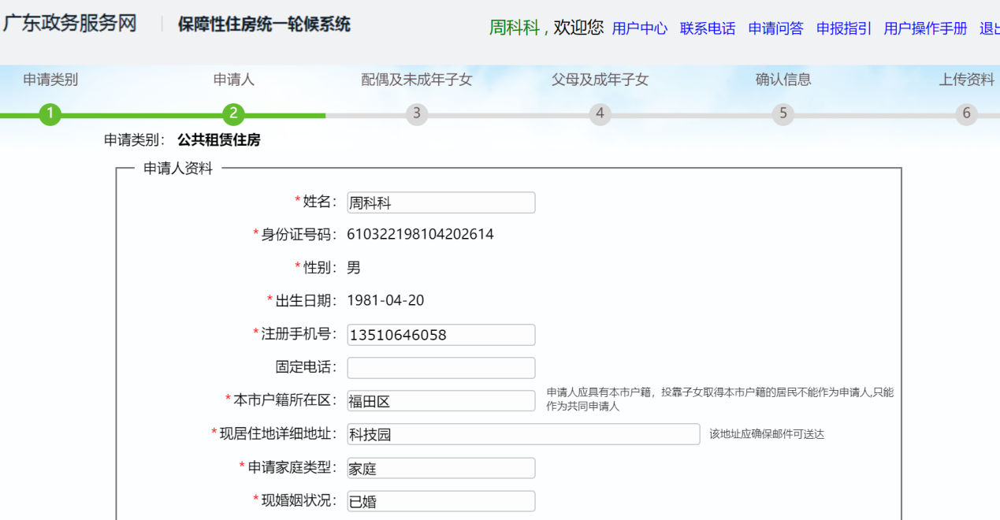 广东政务服务网 保障性住房统一轮候系统 周科科 , 欢迎您 用户中心 联系电话 申请问答 申报指引 用户操作手册
申请类别 申请人 配偶及未成年子女 父母及成年子女 确认信息 上传资料
1 2 3 4 5 6
申请类别: 公共租赁住房
申请人资料
*姓名: 周科科
*身份证号码: 610322198104202614
*性别: 男
*出生日期: 1981-04-20
*注册手机号: 13510646058
固定电话:
*本市户籍所在区: 福田区 申请人应具有本市户籍，投靠子女取得本市户籍的居民不能作为申请人,只能
作为共同申请人
*现居住地详细地址: 科技园 该地址应确保邮件可送达
*申请家庭类型: 家庭
*现婚姻状况: 已婚